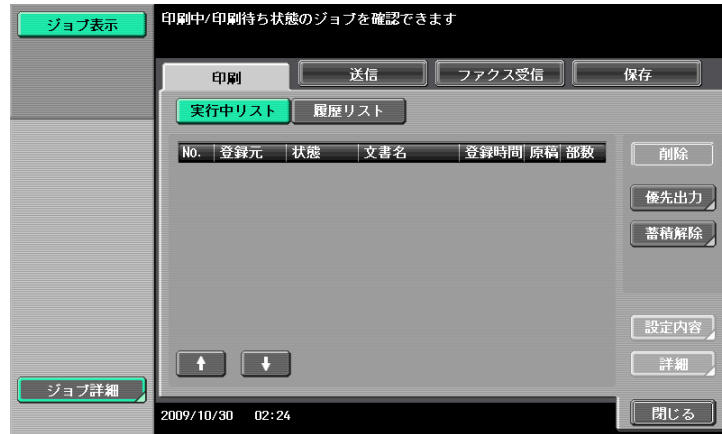 ジョブ表示
印刷中/印刷待ち状態のジョブを確認できます
印刷 送信 ファクス受信 保存
実行中リスト 履歴リスト
No. 登録元 状態 文書名 登録時間 原稿 部数
削除
優先出力
蓄積解除
設定内容
詳細
ジョブ詳細
2009/10/30 02:24
閉じる